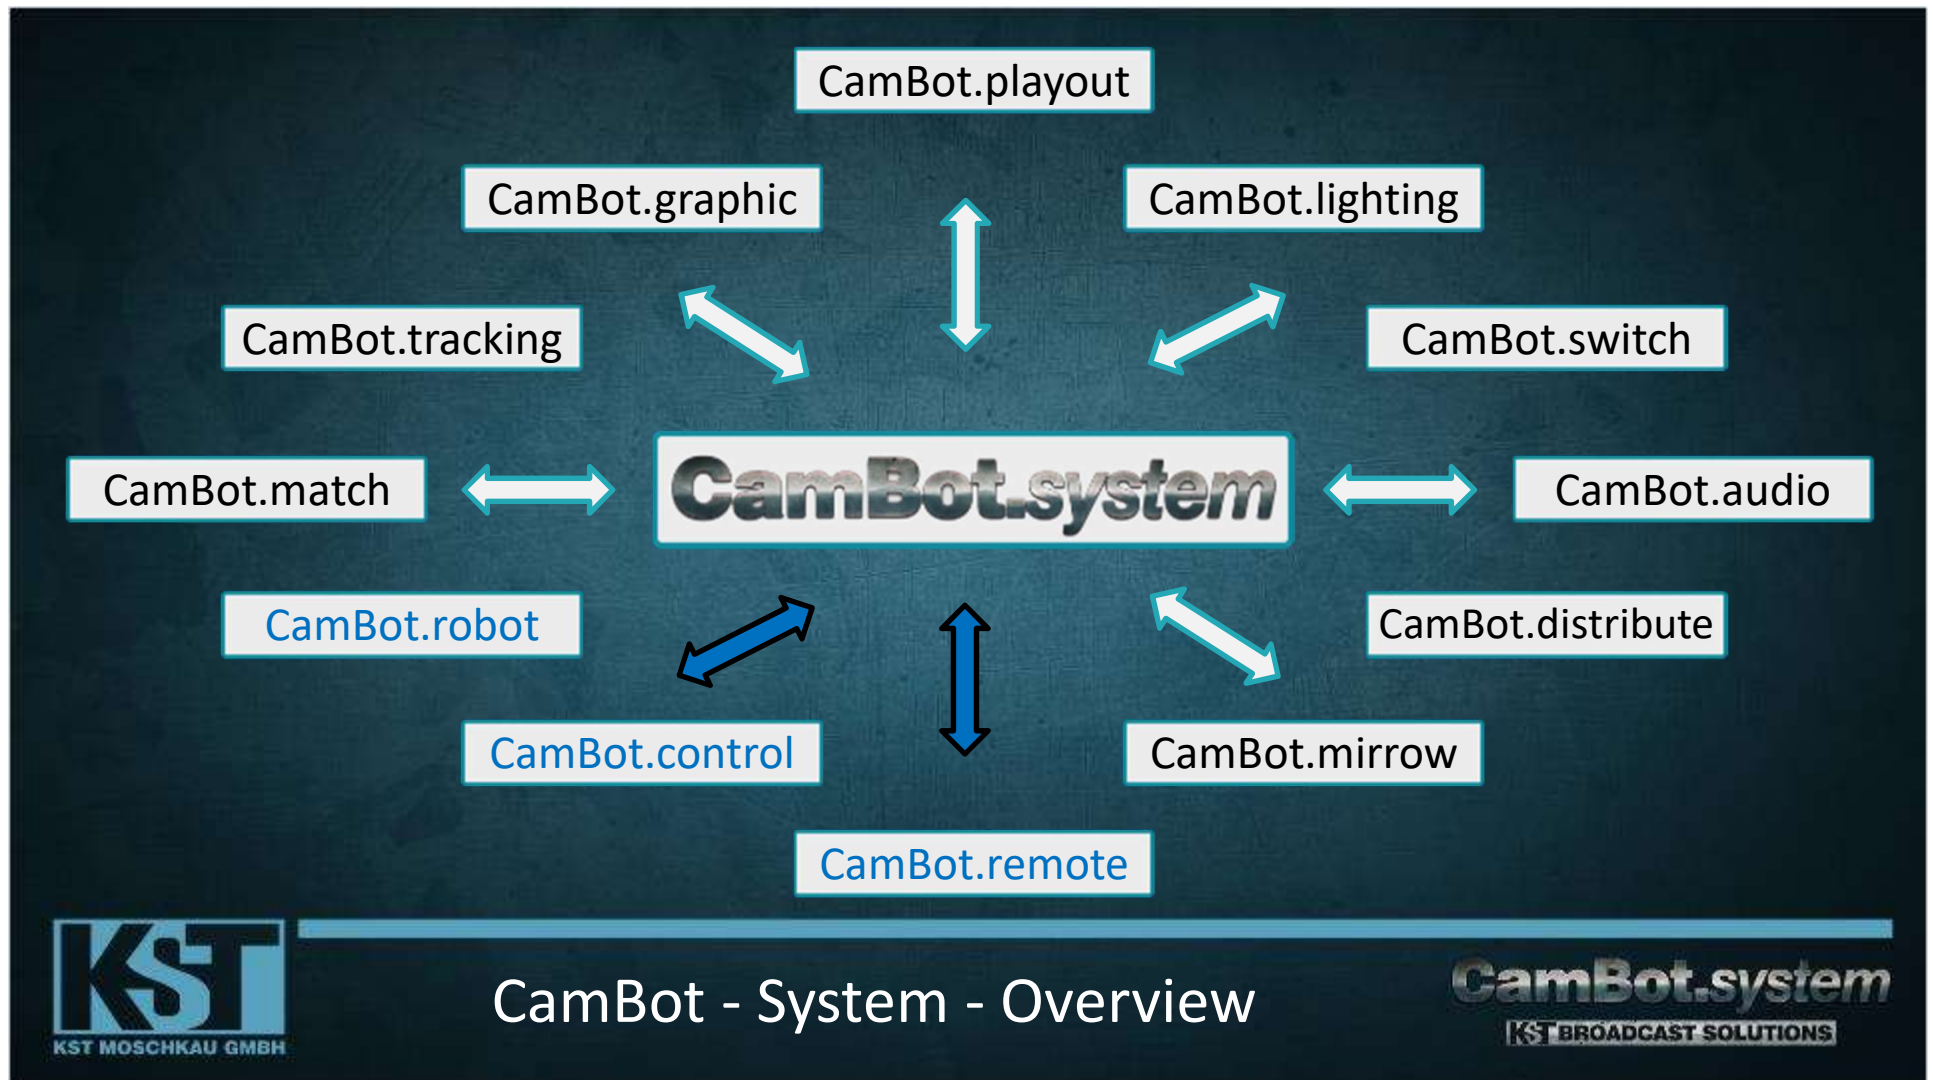 CamBot.playout
CamBot.graphic
CamBot.lighting
CamBot.tracking
CamBot.switch
CamBot.match
CamBot.system
CamBot.audio
CamBot.robot
CamBot.distribute
CamBot.control
CamBot.mirrow
CamBot.remote
KST
KST MOSCHKAU GMBH
CamBot - System - Overview
CamBot.system
KST BROADCAST SOLUTIONS